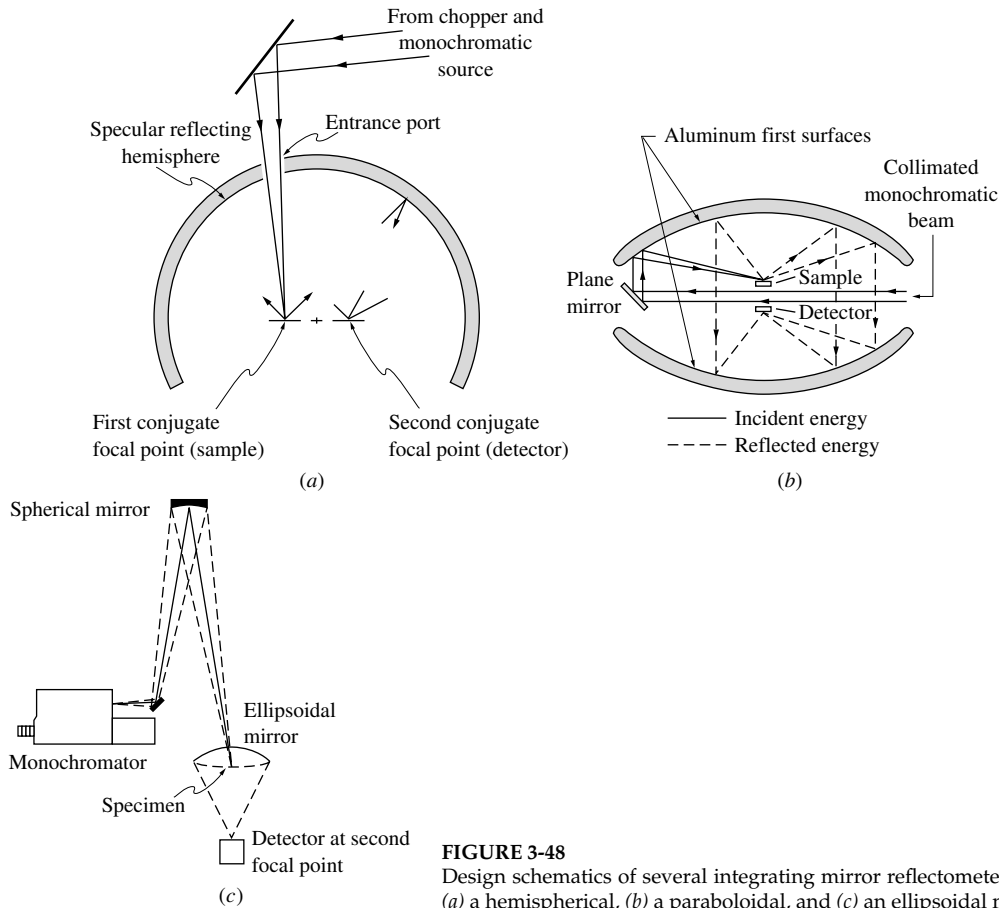 From chopper and
monochromatic
source
Specular reflecting
hemisphere
Entrance port
First conjugate
focal point (sample)
Second conjugate
focal point (detector)
(a)
Aluminum first surfaces
Collimated
monochromatic
beam
Plane
mirror
Sample
Detector
Incident energy
Reflected energy
(b)
Spherical mirror
Ellipsoidal
mirror
Monochromator
Specimen
Detector at second
focal point
(c)
FIGURE 3-48
Design schematics of several integrating mirror reflectomete
(a) a hemispherical, (b) a paraboloidal, and (c) an ellipsoidal